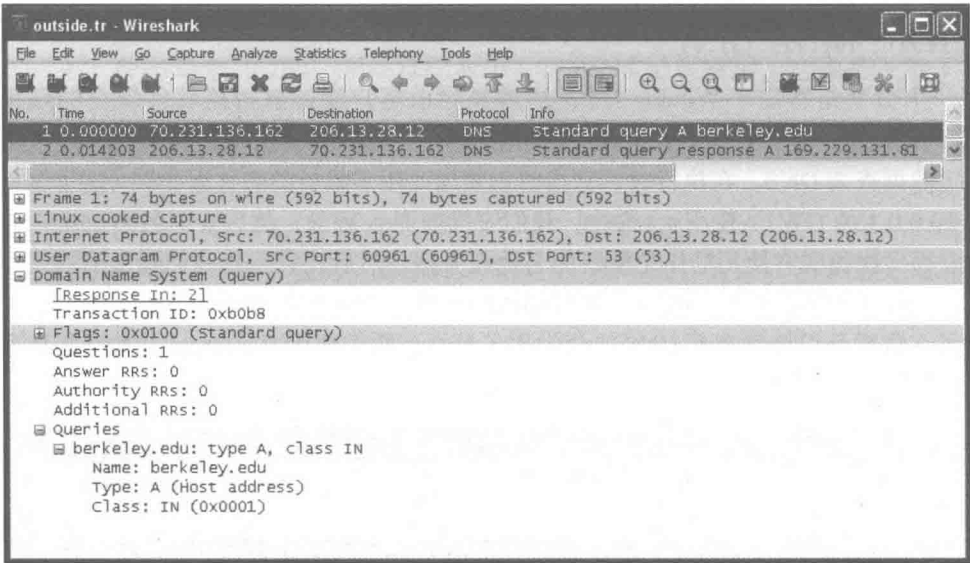 outside.tr - Wireshark
File Edit View Go Capture Analyze Statistics Telephony Tools Help
No. Time Source Destination Protocol Info
1 0.000000 70.231.136.162 206.13.28.12 DNS Standard query A berkeley.edu
2 0.014203 206.13.28.12 70.231.136.162 DNS Standard query response A 169.229.131.81
Frame 1: 74 bytes on wire (592 bits), 74 bytes captured (592 bits)
Linux cooked capture
Internet Protocol, Src: 70.231.136.162 (70.231.136.162), Dst: 206.13.28.12 (206.13.28.12)
User Datagram Protocol, Src Port: 60961 (60961), Dst Port: 53 (53)
Domain Name System (query)
[Response In: 2]
Transaction ID: 0xb0b8
Flags: 0x0100 (Standard query)
Questions: 1
Answer RRs: 0
Authority RRs: 0
Additional RRs: 0
Queries
berkeley.edu: type A, class IN
Name: berkeley.edu
Type: A (Host address)
Class: IN (0x0001)